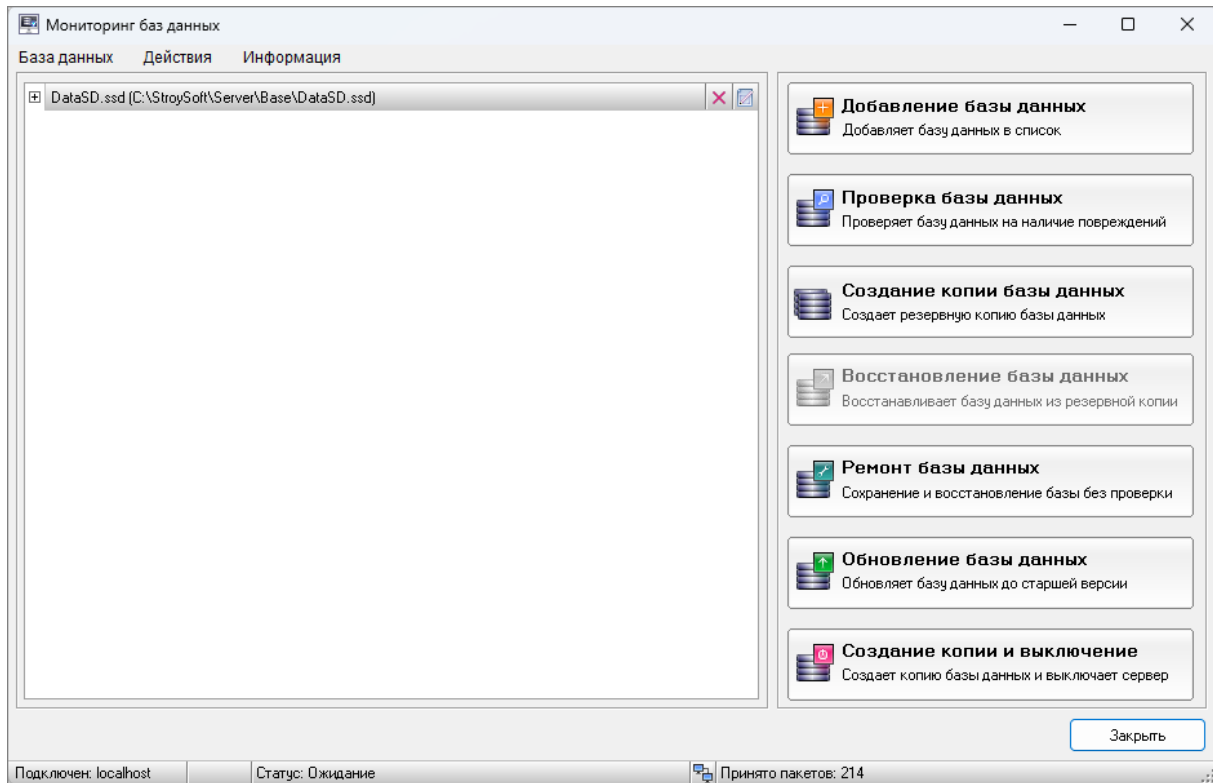 Мониторинг баз данных
База данных Действия Информация
DataSD.ssd (C:\StroySoft\Server\Base\DataSD.ssd)
Добавление базы данных
Добавляет базу данных в список
Проверка базы данных
Проверяет базу данных на наличие повреждений
Создание копии базы данных
Создает резервную копию базы данных
Восстановление базы данных
Восстанавливает базу данных из резервной копии
Ремонт базы данных
Сохранение и восстановление базы без проверки
Обновление базы данных
Обновляет базу данных до старшей версии
Создание копии и выключение
Создает копию базы данных и выключает сервер
Закрыть
Подключен: localhost Статус: Ожидание Принято пакетов: 214